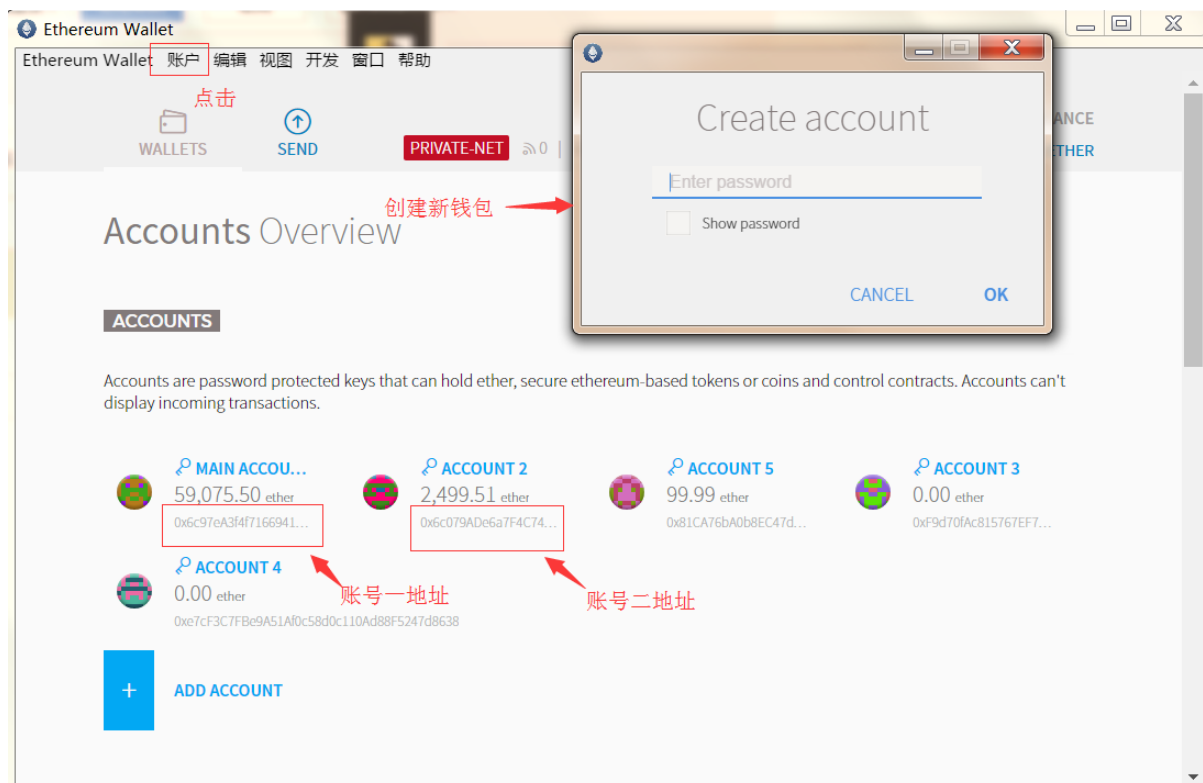 Ethereum Wallet
Ethereum Wallet 账户 编辑 视图 开发 窗口 帮助
点击
WALLETS
SEND
PRIVATE-NET 0 |
ANCE
ETHER
Create account
Enter password
Show password
CANCEL OK
创建新钱包
Accounts Overview
ACCOUNTS
Accounts are password protected keys that can hold ether, secure ethereum-based tokens or coins and control contracts. Accounts can't
display incoming transactions.
MAIN ACCOU...
59,075.50 ether
0x6c97eA3f4f7166941...
ACCOUNT 2
2,499.51 ether
0x6c079ADe6a7F4C74...
ACCOUNT 5
99.99 ether
0x81CA76bA0b8EC47d...
ACCOUNT 3
0.00 ether
0xF9d70fAc815767EF7...
ACCOUNT 4
0.00 ether
0xe7cF3C7FBe9A51Af0c58d0c110Ad88F5247d8638
账号一地址
账号二地址
+ ADD ACCOUNT